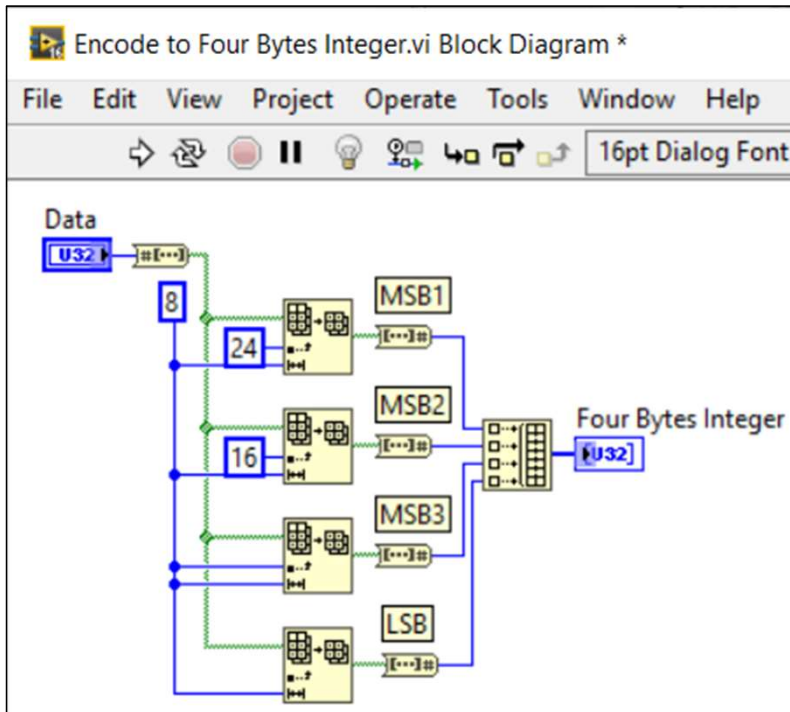 Encode to Four Bytes Integer.vi Block Diagram *
File Edit View Project Operate Tools Window Help
16pt Dialog Font
Data
U32
#[···]
8
MSB1
24
[···]#
MSB2
16
[···]#
Four Bytes Integer
[U32]
MSB3
[···]#
LSB
[···]#